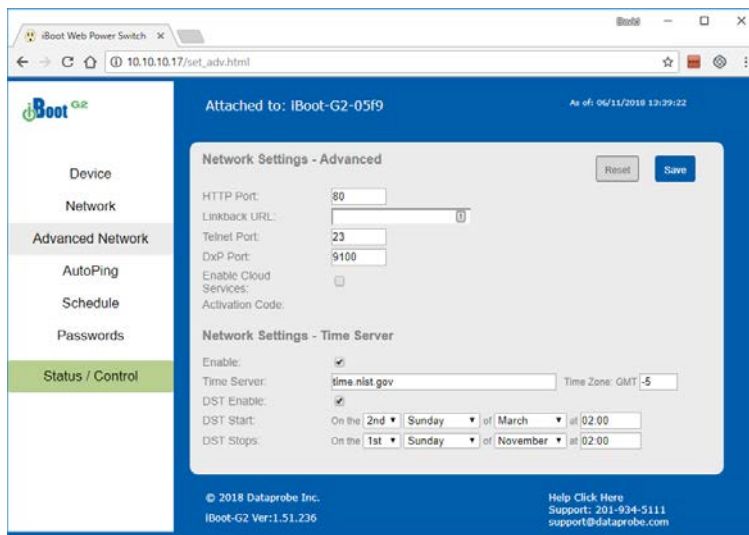 iBoot Web Power Switch
10.10.10.17/set_adv.html
iBoot G2
Attached to: iBoot-G2-05f9
As of: 06/11/2018 13:39:22
Device
Network
Advanced Network
AutoPing
Schedule
Passwords
Status / Control
Network Settings - Advanced
Reset
Save
HTTP Port: 80
Linkback URL:
Telnet Port: 23
DxP Port: 9100
Enable Cloud
Services:
Activation Code:
Network Settings - Time Server
Enable:
Time Server: time.nist.gov Time Zone: GMT -5
DST Enable:
DST Start: On the 2nd Sunday of March at 02:00
DST Stops: On the 1st Sunday of November at 02:00
© 2018 Dataprobe Inc.
iBoot-G2 Ver:1.51.236
Help Click Here
Support: 201-934-5111
support@dataprobe.com